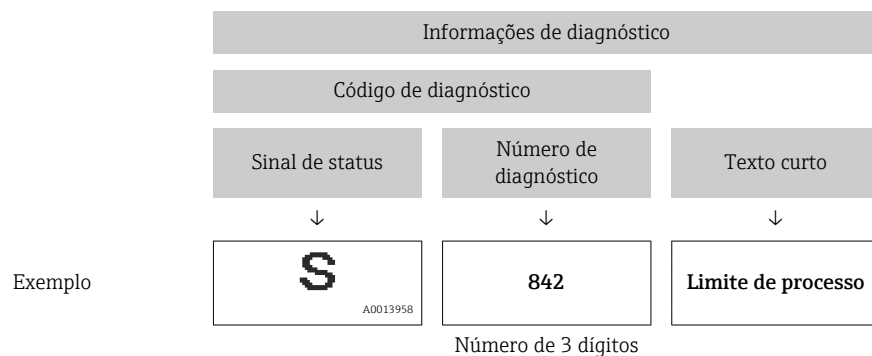 Informações de diagnóstico
Código de diagnóstico
Sinal de status
Número de
diagnóstico
Texto curto
↓ ↓ ↓
Exemplo
S
A0013958
842
Limite de processo
Número de 3 dígitos